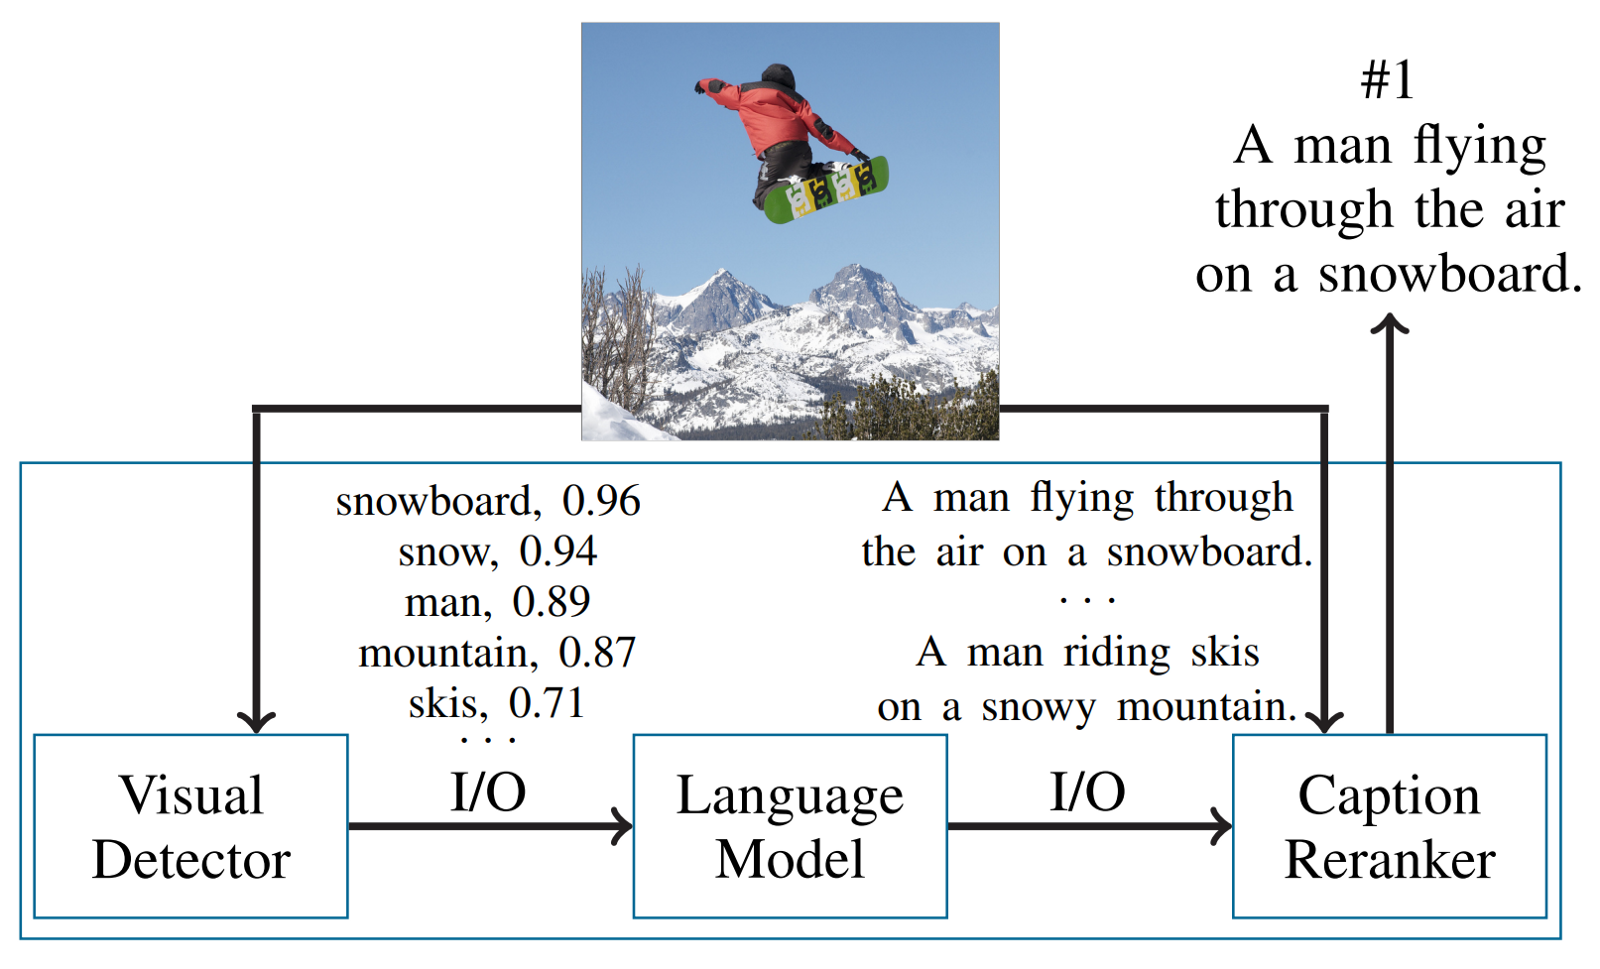 #1
A man flying
through the air
on a snowboard.
snowboard, 0.96
snow, 0.94
man, 0.89
mountain, 0.87
skis, 0.71
. . .
A man flying through
the air on a snowboard.
. . .
A man riding skis
on a snowy mountain.
Visual
Detector
I/O
Language
Model
I/O
Caption
Reranker